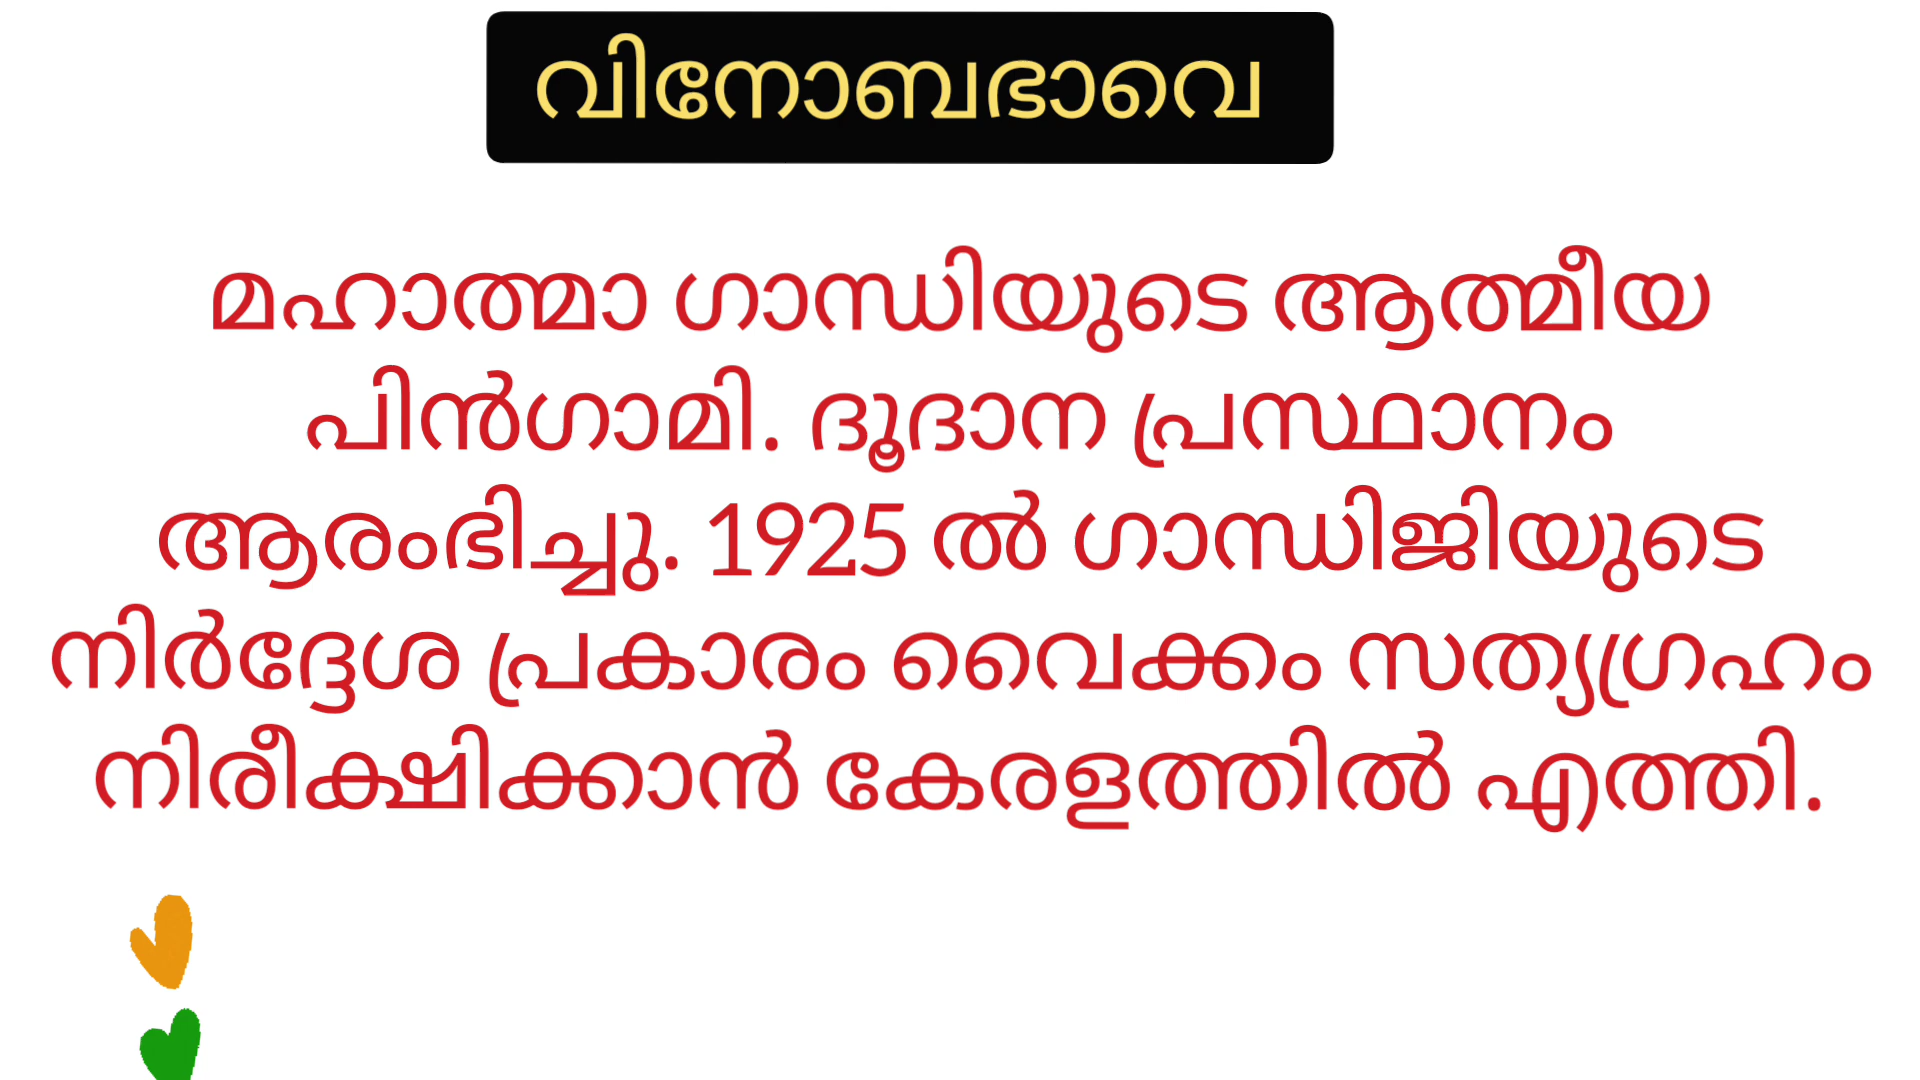 വിനോബഭാവെ
മഹാത്മാ ഗാന്ധിയുടെ ആത്മീയ
പിൻഗാമി. ദൂദാന പ്രസ്ഥാനം
ആരംഭിച്ചു. 1925 ൽ ഗാന്ധിജിയുടെ
നിർദ്ദേശ പ്രകാരം വൈക്കം സത്യഗ്രഹം
നിരീക്ഷിക്കാൻ കേരളത്തിൽ എത്തി.